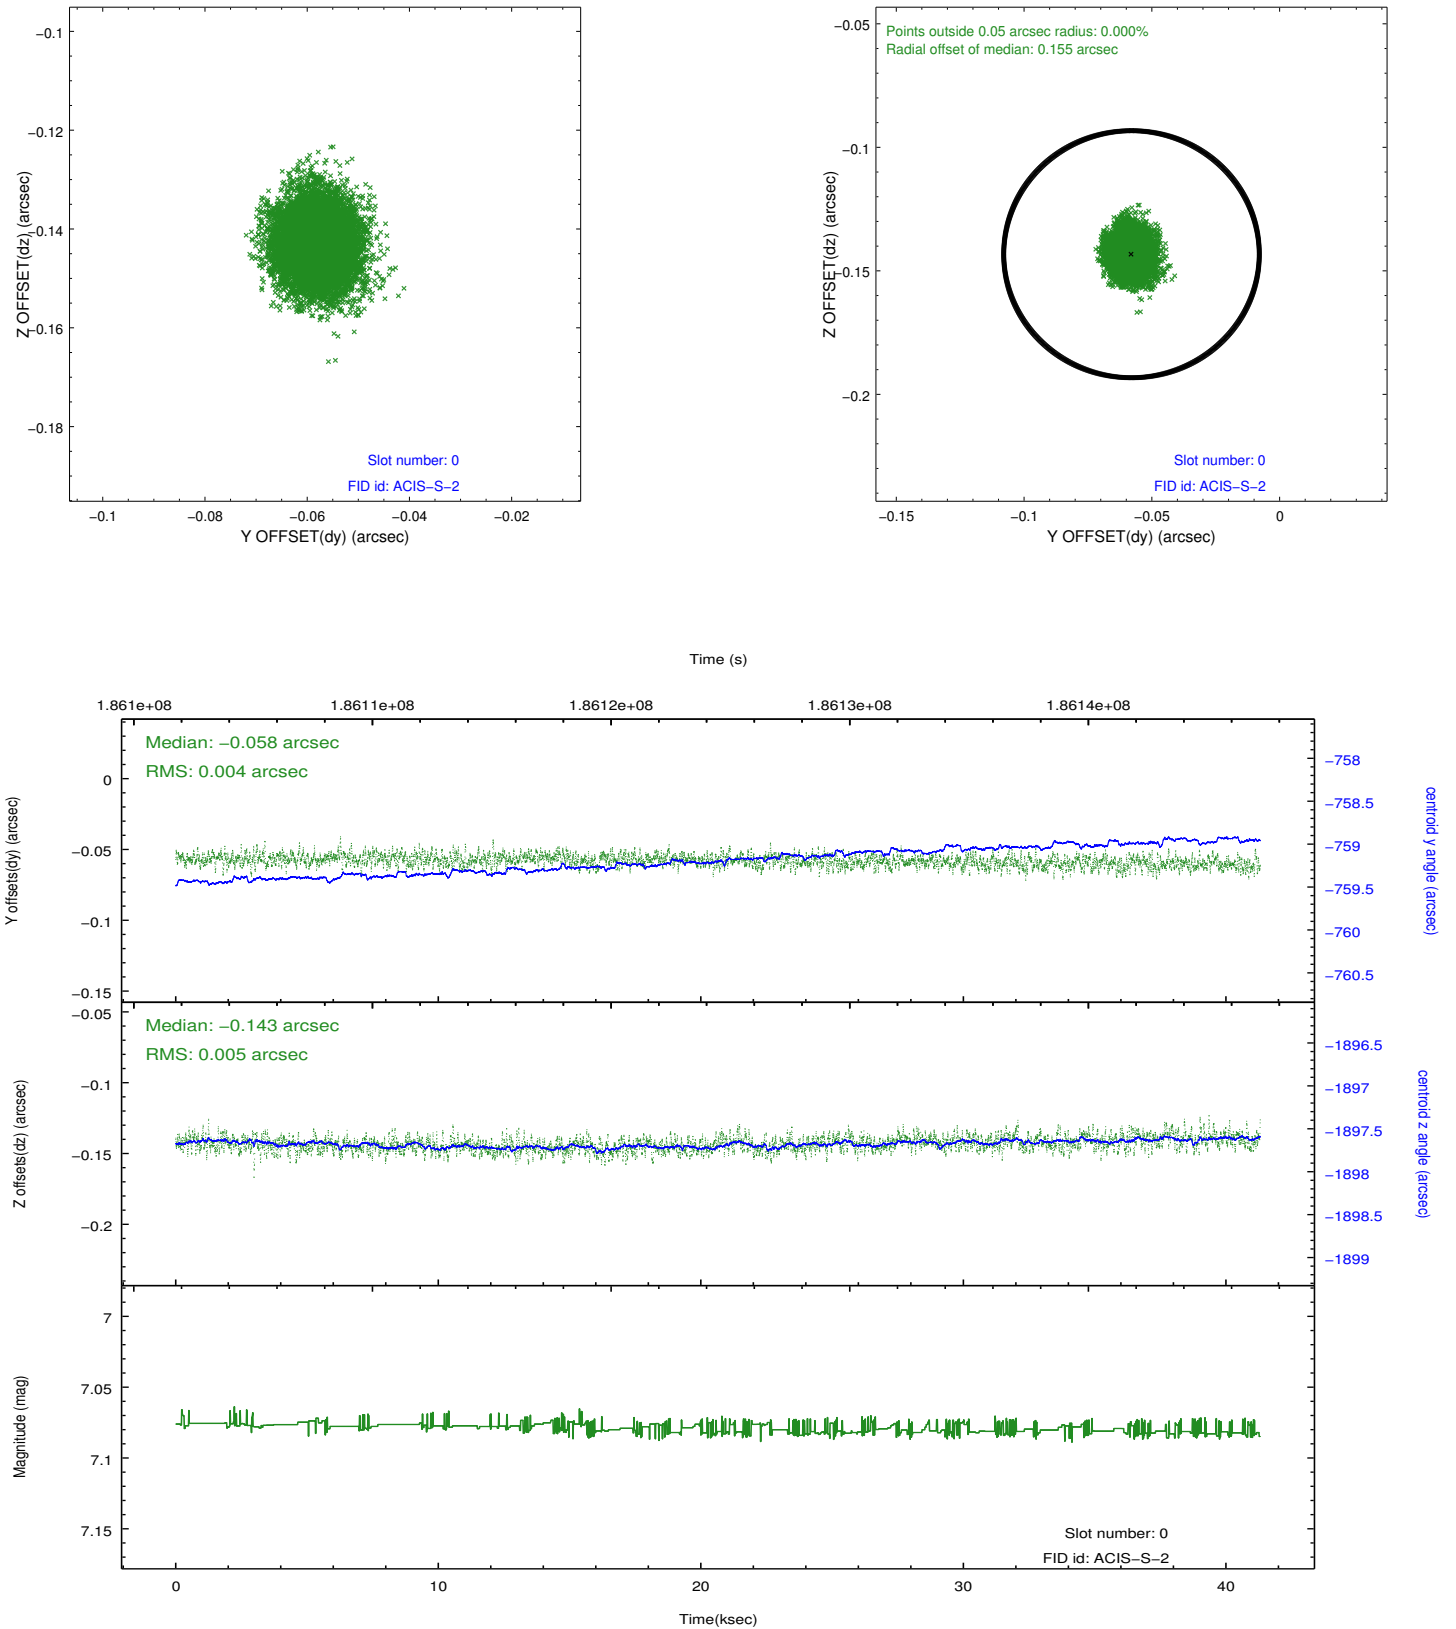 −0.1
−0.12
−0.14
−0.16
−0.18
Z OFFSET(dz) (arcsec)
Slot number: 0
FID id: ACIS−S−2
−0.1 −0.08 −0.06 −0.04 −0.02
Y OFFSET(dy) (arcsec)
−0.05
−0.1
−0.15
−0.2
Z OFFSET(dz) (arcsec)
Points outside 0.05 arcsec radius: 0.000%
Radial offset of median: 0.155 arcsec
Slot number: 0
FID id: ACIS−S−2
−0.15 −0.1 −0.05 0
Y OFFSET(dy) (arcsec)
Time (s)
1.861e+08 1.8611e+08 1.8612e+08 1.8613e+08 1.8614e+08
Median: −0.058 arcsec
RMS: 0.004 arcsec
0
−0.05
−0.1
−0.15
Y offsets(dy) (arcsec)
−758
−758.5
−759
−759.5
−760
−760.5
centroid y angle (arcsec)
Median: −0.143 arcsec
RMS: 0.005 arcsec
−0.05
−0.1
−0.15
−0.2
Z offsets(dz) (arcsec)
−1896.5
−1897
−1897.5
−1898
−1898.5
−1899
centroid z angle (arcsec)
7
7.05
7.1
7.15
Magnitude (mag)
Slot number: 0
FID id: ACIS−S−2
0 10 20 30 40
Time(ksec)